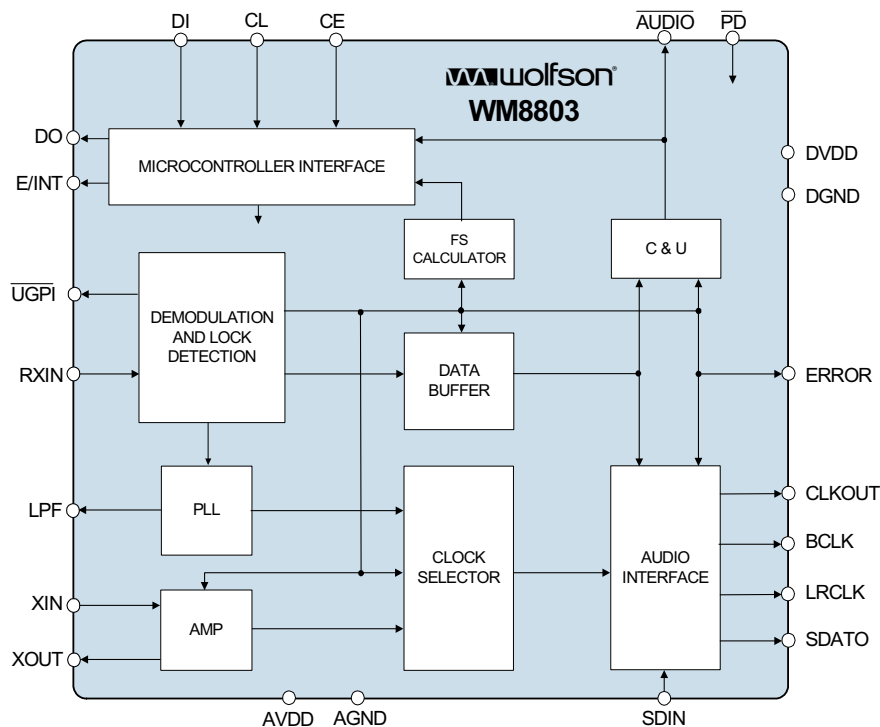 DI CL CE AUDIO PD
wolfson®
WM8803
DO
E/INT
MICROCONTROLLER INTERFACE
DVDD
DGND
FS
CALCULATOR
C & U
UGPI
RXIN
DEMODULATION
AND LOCK
DETECTION
DATA
BUFFER
ERROR
LPF
PLL
CLOCK
SELECTOR
AUDIO
INTERFACE
CLKOUT
BCLK
LRCLK
SDATO
XIN
XOUT
AMP
AVDD AGND SDIN